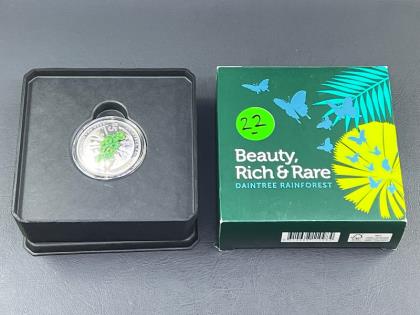 22
Beauty,
Rich & Rare
DAINTREE RAINFOREST